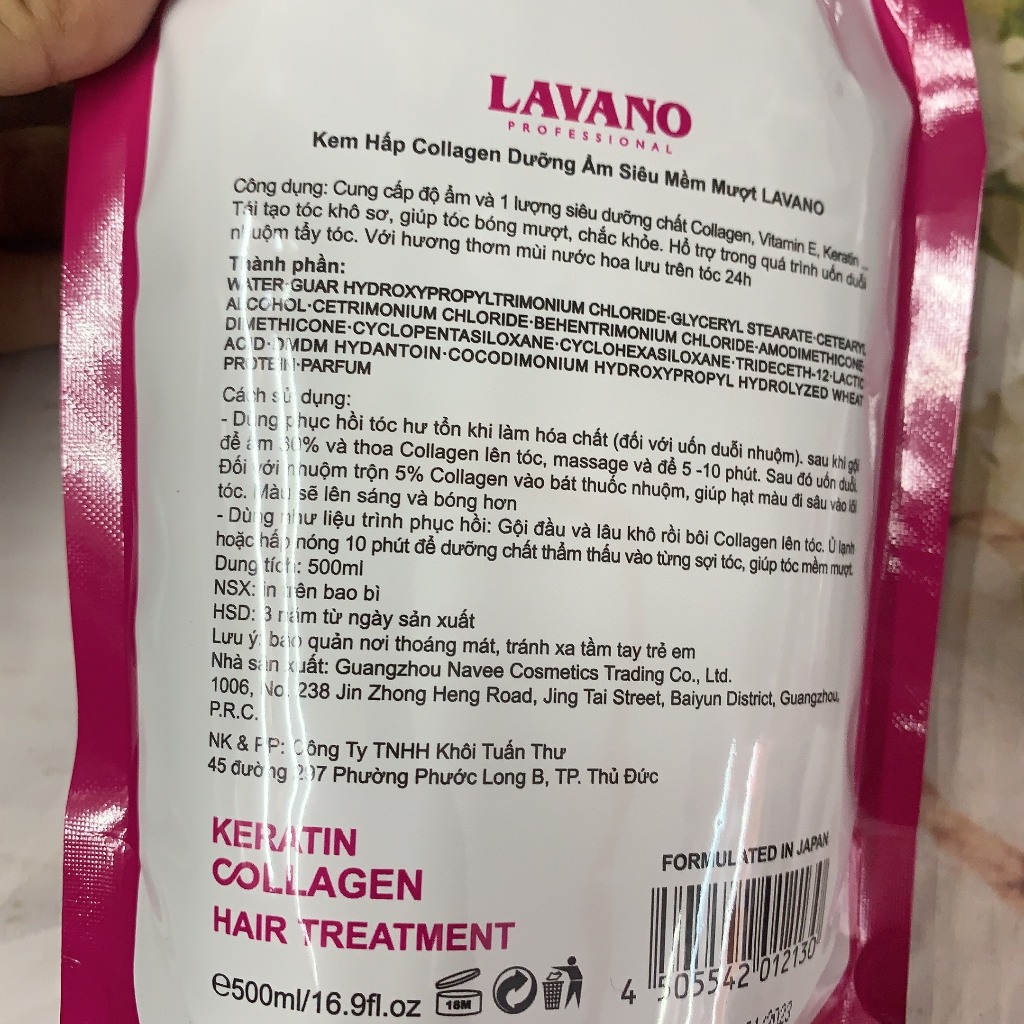 LAVANO
PROFESSIONAL
Kem Hấp Collagen Dưỡng Ẩm Siêu Mềm Mượt LAVANO
Công dụng: Cung cấp độ ẩm và 1 lượng siêu dưỡng chất Collagen, Vitamin E, Keratin ...
Tái tạo tóc khô sơ, giúp tóc bóng mượt, chắc khỏe. Hỗ trợ trong quá trình uốn duỗi
nhuộm tẩy tóc. Với hương thơm mùi nước hoa lưu trên tóc 24h
Thành phần:
WATER·GUAR HYDROXYPROPYLTRIMONIUM CHLORIDE·GLYCERYL STEARATE·CETEARYL
ALCOHOL·CETRIMONIUM CHLORIDE·BEHENTRIMONIUM CHLORIDE·AMODIMETHICONE
DIMETHICONE·CYCLOPENTASILOXANE·CYCLOHEXASILOXANE·TRIDECETH-12·LACTIC
ACID·DMDM HYDANTOIN·COCODIMONIUM HYDROXYPROPYL HYDROLYZED WHEAT
PROTEIN·PARFUM
Cách sử dụng:
- Dùng phục hồi tóc hư tổn khi làm hóa chất (đối với uốn duỗi nhuộm). sau khi gội
để ẩm 30% và thoa Collagen lên tóc, massage và để 5 -10 phút. Sau đó uốn duỗi.
Đối với nhuộm trộn 5% Collagen vào bát thuốc nhuộm, giúp hạt màu đi sâu vào lõi
tóc. Màu sẽ lên sáng và bóng hơn
- Dùng như liệu trình phục hồi: Gội đầu và lâu khô rồi bôi Collagen lên tóc. Ủ lạnh
hoặc hấp nóng 10 phút để dưỡng chất thẩm thấu vào từng sợi tóc, giúp tóc mềm mượt.
Dung tích: 500ml
NSX: in trên bao bì
HSD: 3 năm từ ngày sản xuất
Lưu ý: bảo quản nơi thoáng mát, tránh xa tầm tay trẻ em
Nhà sản xuất: Guangzhou Navee Cosmetics Trading Co., Ltd.
1006, No. 238 Jin Zhong Heng Road, Jing Tai Street, Baiyun District, Guangzhou,
P.R.C.
NK & PP: Công Ty TNHH Khôi Tuấn Thư
45 đường 297 Phường Phước Long B, TP. Thủ Đức
KERATIN
COLLAGEN
HAIR TREATMENT
FORMULATED IN JAPAN
℮500ml/16.9fl.oz
18M
4 505542 012130